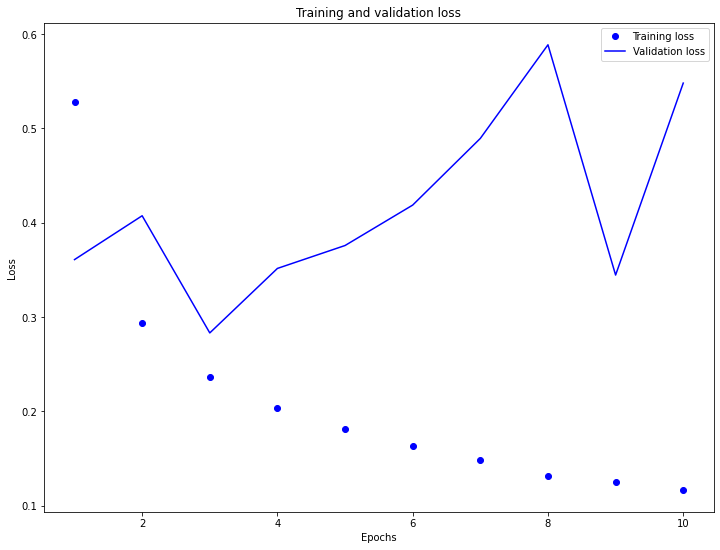 Training and validation loss
Training loss
Validation loss
0.6
0.5
0.4
0.3
0.2
0.1
Loss
2
4
6
8
10
Epochs